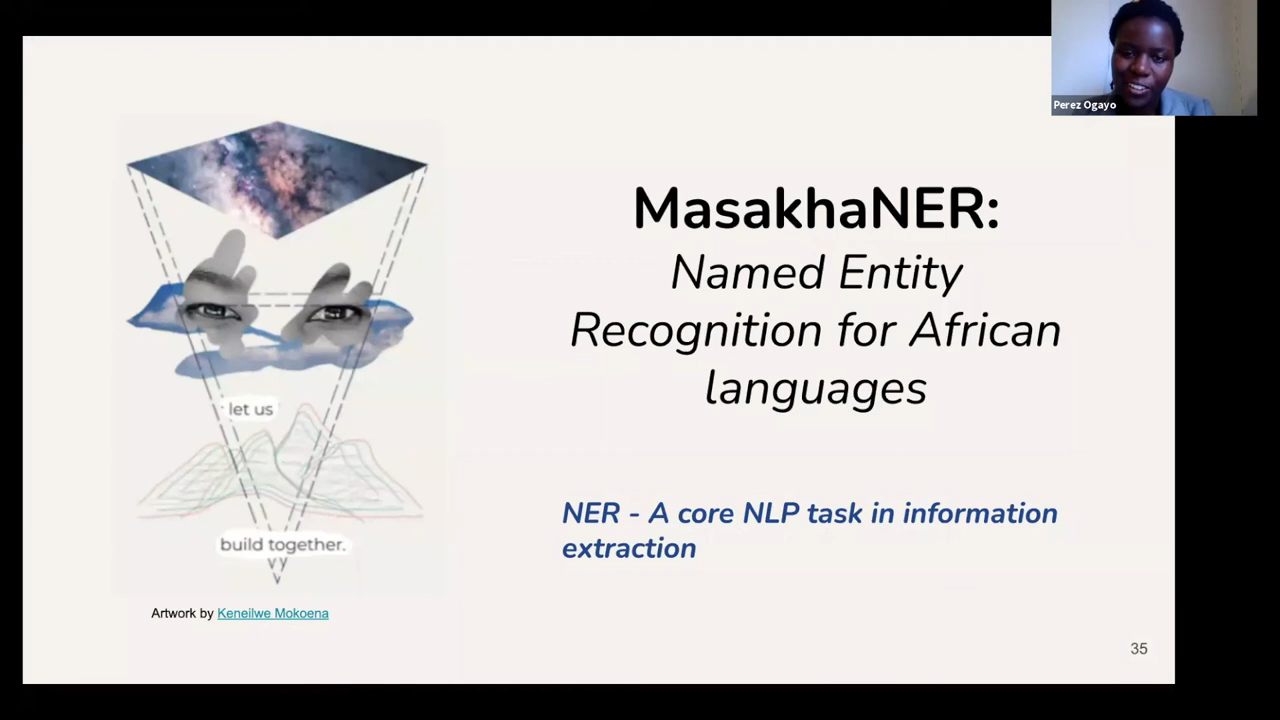 Perez Ogayo
MasakhaNER:
Named Entity
Recognition for African
languages
let us
build together.
NER - A core NLP task in information
extraction
Artwork by Keneilwe Mokoena
35